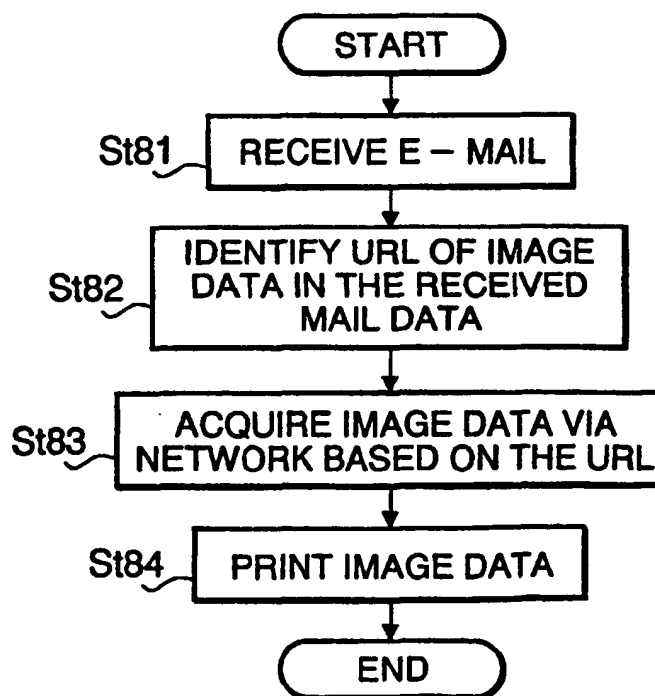 START
St81
RECEIVE E – MAIL
St82
IDENTIFY URL OF IMAGE
DATA IN THE RECEIVED
MAIL DATA
St83
ACQUIRE IMAGE DATA VIA
NETWORK BASED ON THE URL
St84
PRINT IMAGE DATA
END